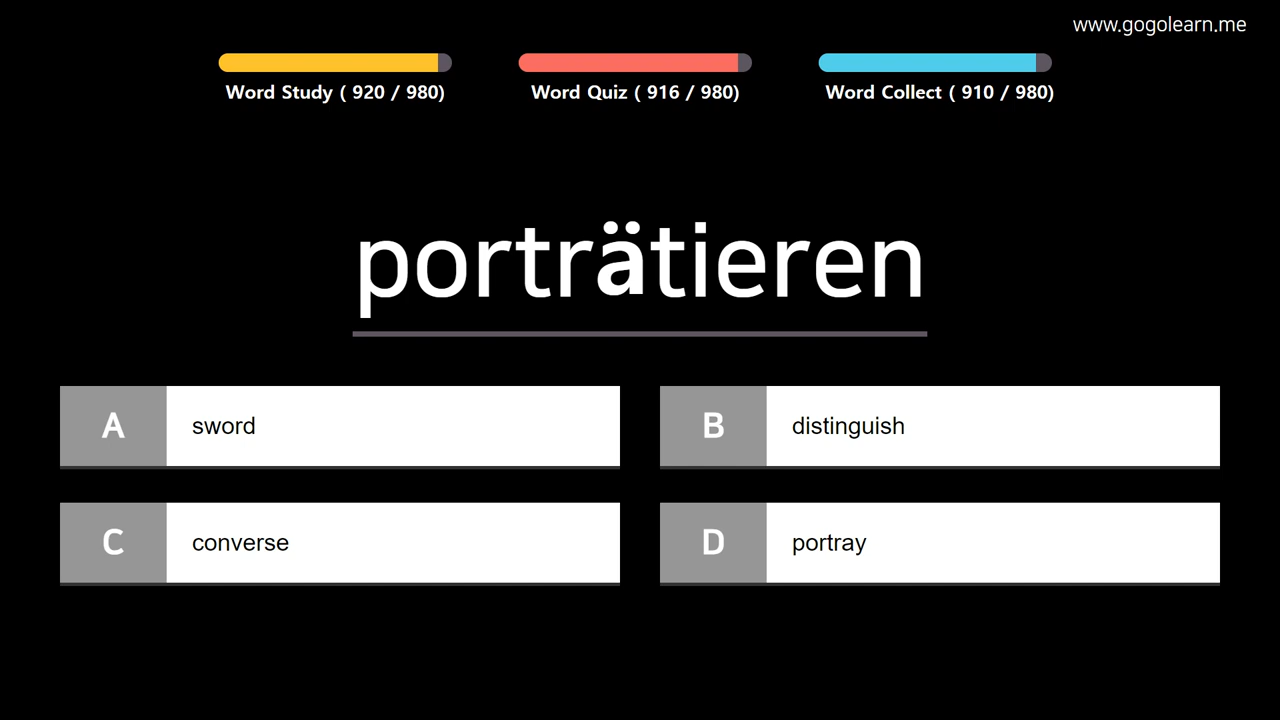 www.gogolearn.me
Word Study ( 920 / 980)
Word Quiz ( 916 / 980)
Word Collect ( 910 / 980)
porträtieren
A sword
B distinguish
C converse
D portray